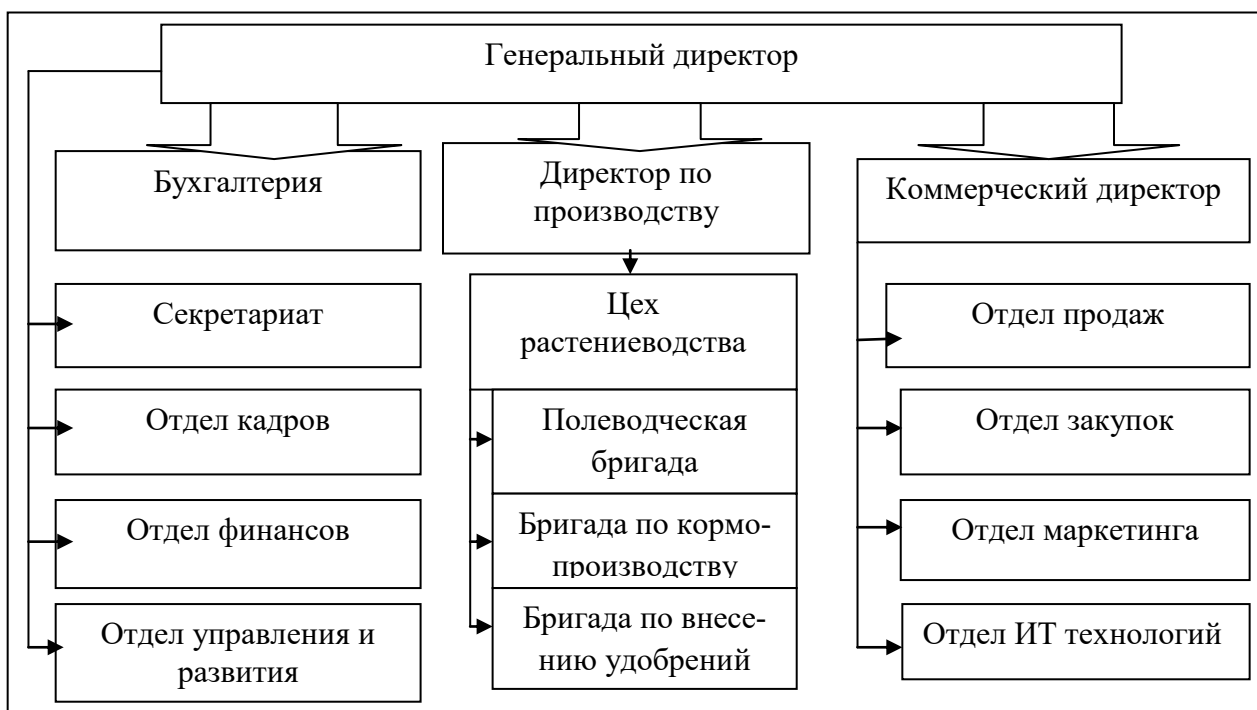 Генеральный директор
Бухгалтерия
Секретариат
Отдел кадров
Отдел финансов
Отдел управления и
развития
Директор по
производству
Цех
растениеводства
Полеводческая
бригада
Бригада по кормо-
производству
Бригада по внесе-
нию удобрений
Коммерческий директор
Отдел продаж
Отдел закупок
Отдел маркетинга
Отдел ИТ технологий